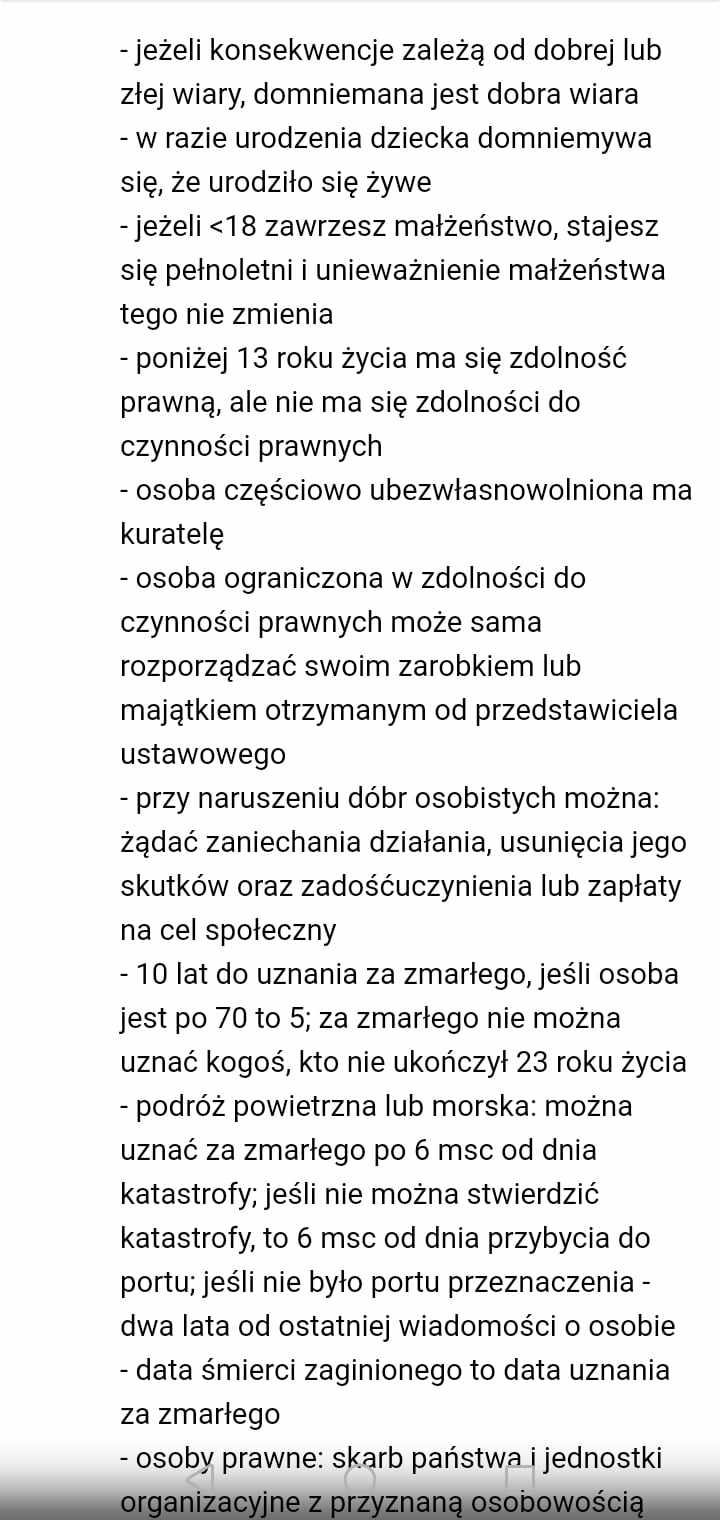 - jeżeli konsekwencje zależą od dobrej lub
złej wiary, domniemana jest dobra wiara
- w razie urodzenia dziecka domniemywa
się, że urodziło się żywe
- jeżeli <18 zawrzesz małżeństwo, stajesz
się pełnoletni i unieważnienie małżeństwa
tego nie zmienia
- poniżej 13 roku życia ma się zdolność
prawną, ale nie ma się zdolności do
czynności prawnych
- osoba częściowo ubezwłasnowolniona ma
kuratelę
- osoba ograniczona w zdolności do
czynności prawnych może sama
rozporządzać swoim zarobkiem lub
majątkiem otrzymanym od przedstawiciela
ustawowego
- przy naruszeniu dóbr osobistych można:
żądać zaniechania działania, usunięcia jego
skutków oraz zadośćuczynienia lub zapłaty
na cel społeczny
- 10 lat do uznania za zmarłego, jeśli osoba
jest po 70 to 5; za zmarłego nie można
uznać kogoś, kto nie ukończył 23 roku życia
- podróż powietrzna lub morska: można
uznać za zmarłego po 6 msc od dnia
katastrofy; jeśli nie można stwierdzić
katastrofy, to 6 msc od dnia przybycia do
portu; jeśli nie było portu przeznaczenia -
dwa lata od ostatniej wiadomości o osobie
- data śmierci zaginionego to data uznania
za zmarłego
- osoby prawne: skarb państwa i jednostki
organizacyjne z przyznaną osobowością